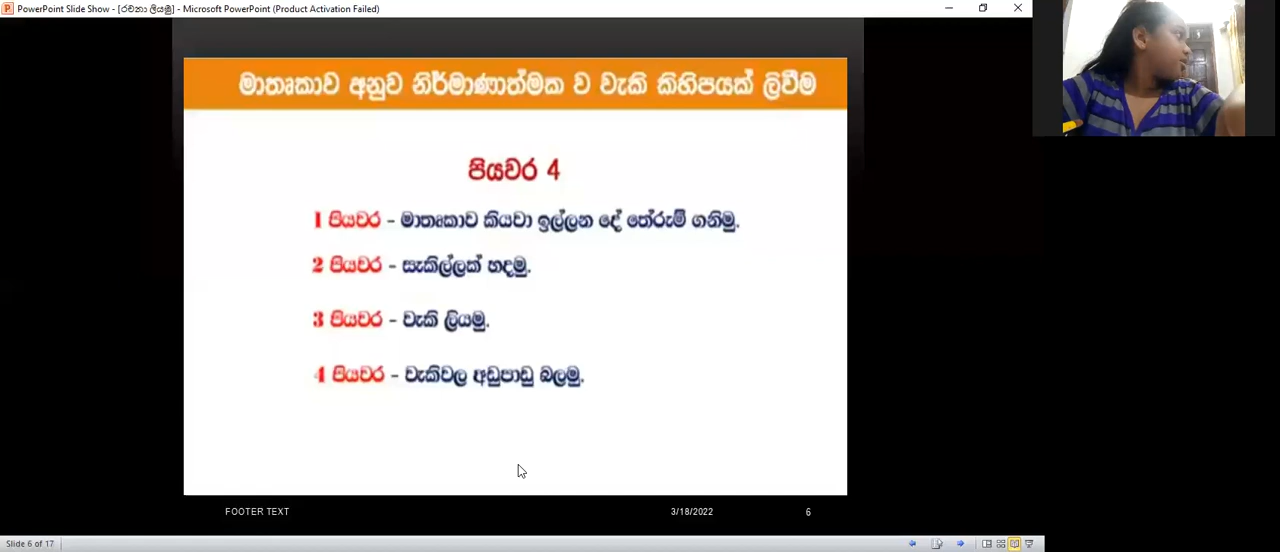 PowerPoint Slide Show - [රචනා ලියමු] - Microsoft PowerPoint (Product Activation Failed)
මාතෘකාව අනුව නිර්මාණාත්මක ව වැකි කිහිපයක් ලිවීම
පියවර 4
1 පියවර - මාතෘකාව කියවා ඉල්ලන දේ තේරුම් ගනිමු.
2 පියවර - සැකිල්ලක් හදමු.
3 පියවර - වැකි ලියමු.
4 පියවර - වැකිවල අඩුපාඩු බලමු.
FOOTER TEXT 3/18/2022 6
Slide 6 of 17